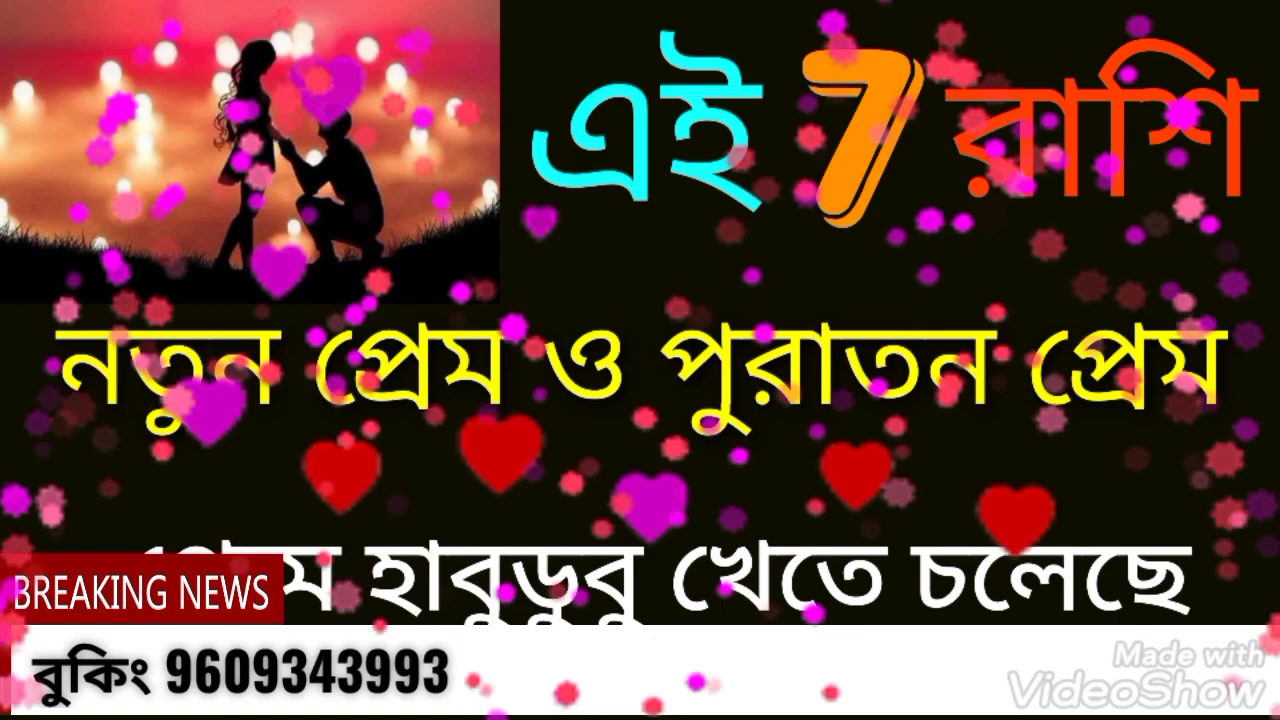 এই 7 রাশি
নতুন প্রেম ও পুরাতন প্রেম
হাবুডুবু খেতে চলেছে
BREAKING NEWS
বুকিং 9609343993
Made with
VideoShow